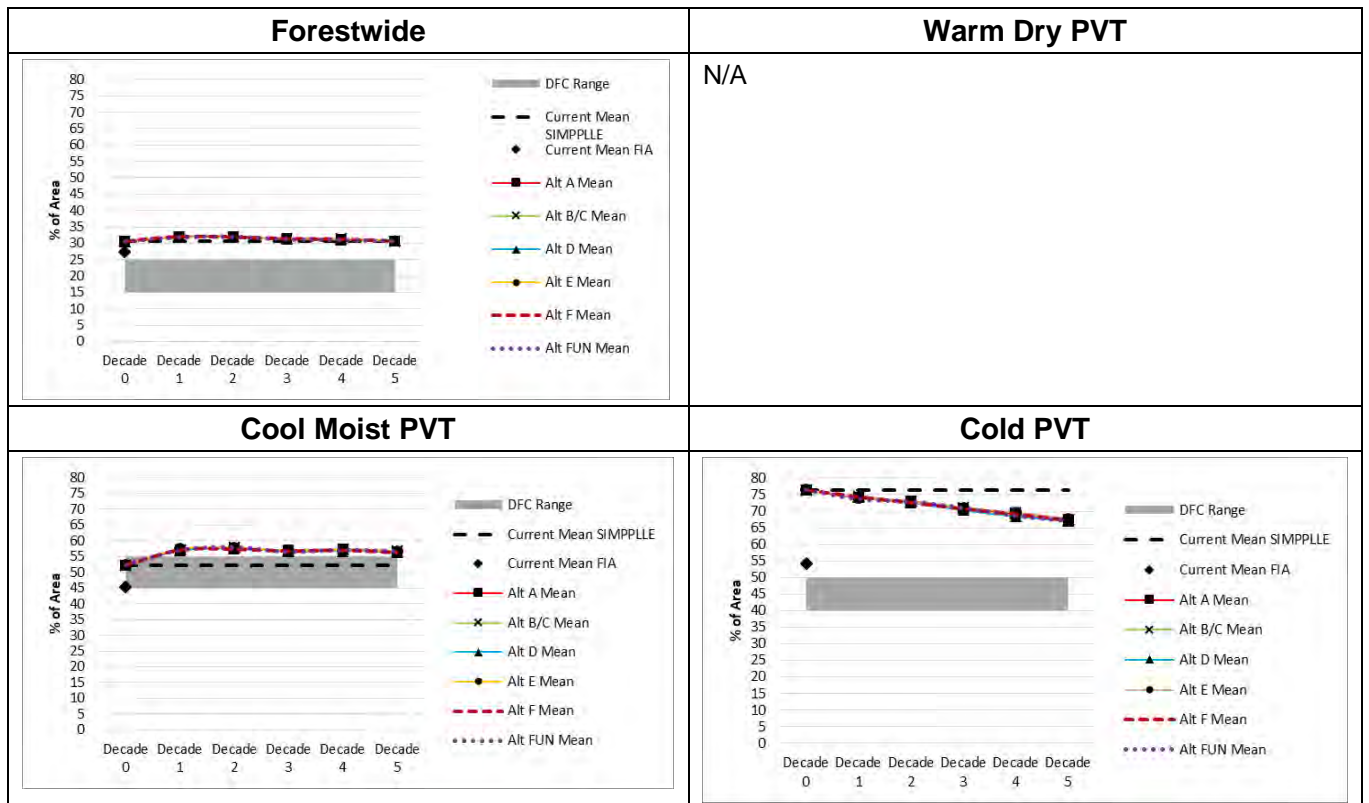 Forestwide
Warm Dry PVT
80
75
70
65
60
55
50
45
40
35
30
25
20
15
10
5
0
% of Area
Decade Decade Decade Decade Decade Decade
0 1 2 3 4 5
DFC Range
Current Mean
SIMPPLLE
Current Mean FIA
Alt A Mean
Alt B/C Mean
Alt D Mean
Alt E Mean
Alt F Mean
Alt FUN Mean
N/A
Cool Moist PVT
Cold PVT
80
75
70
65
60
55
50
45
40
35
30
25
20
15
10
5
0
% of Area
Decade Decade Decade Decade Decade Decade
0 1 2 3 4 5
DFC Range
Current Mean SIMPPLLE
Current Mean FIA
Alt A Mean
Alt B/C Mean
Alt D Mean
Alt E Mean
Alt F Mean
Alt FUN Mean
80
75
70
65
60
55
50
45
40
35
30
25
20
15
10
5
0
% of Area
Decade Decade Decade Decade Decade Decade
0 1 2 3 4 5
DFC Range
Current Mean SIMPPLLE
Current Mean FIA
Alt A Mean
Alt B/C Mean
Alt D Mean
Alt E Mean
Alt F Mean
Alt FUN Mean